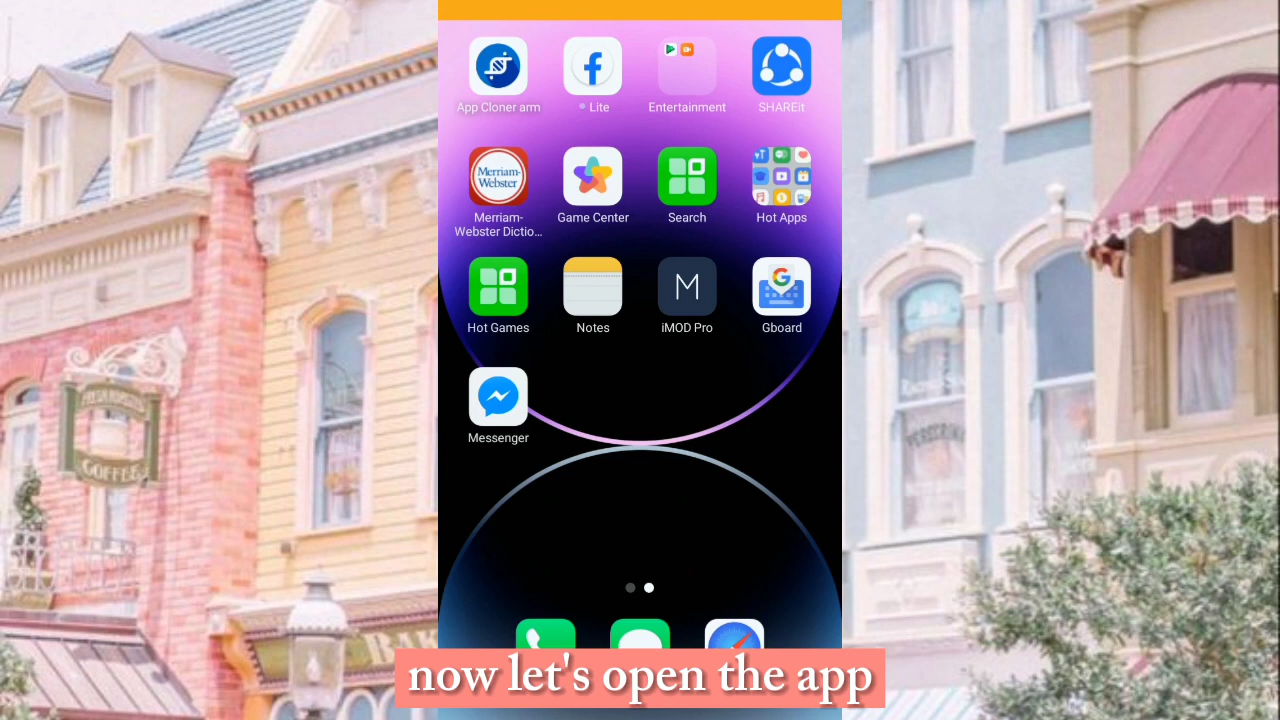 App Cloner arm
Lite
Entertainment
SHAREit
Merriam-
Webster
Merriam-
Webster Dictio...
Game Center
Search
Hot Apps
Hot Games
Notes
M
iMOD Pro
G
Gboard
Messenger
COFFEE
now let's open the app